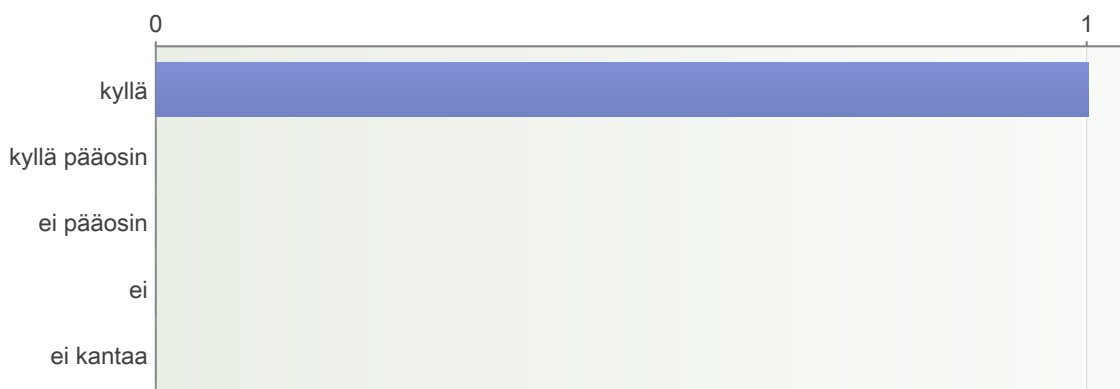 0 1
kyllä
kyllä pääosin
ei pääosin
ei
ei kantaa